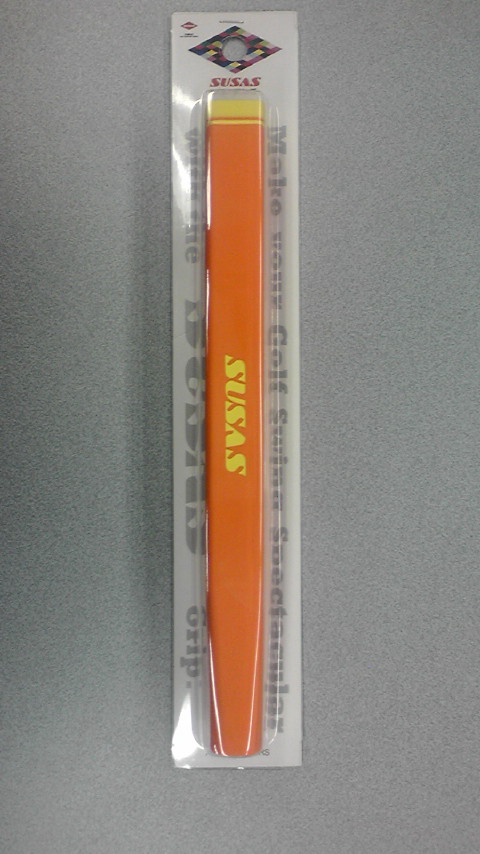 SUSAS
Make your Golf Swing Spectacular
with the SUSAS Grip!
SUSAS